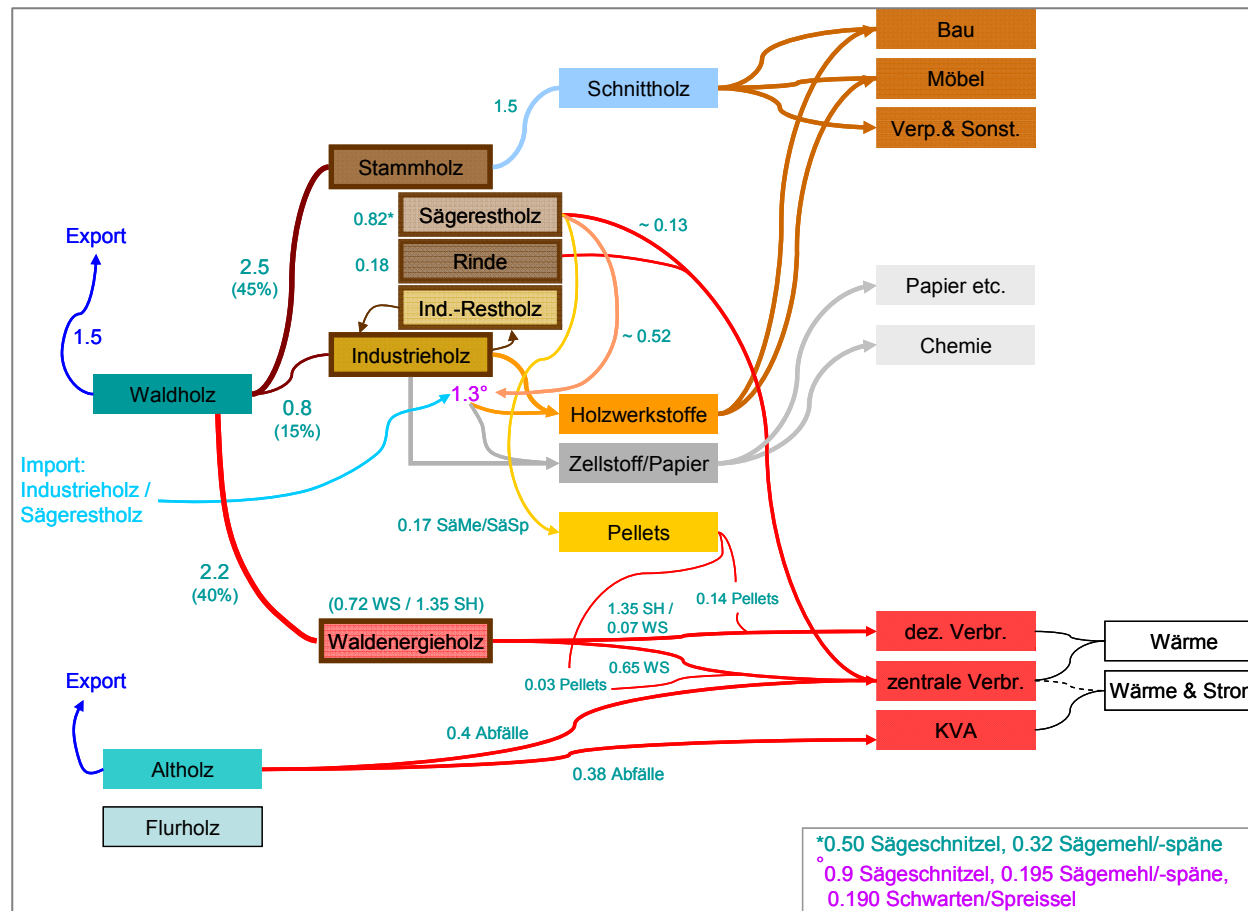 Bau
Möbel
Verp.& Sonst.
Schnittholz
1.5
Stammholz
0.82*
Sägerestholz
~ 0.13
0.18
Rinde
Ind.-Restholz
~ 0.52
Industrieholz
Export
2.5
(45%)
1.5
Waldholz
0.8
(15%)
1.3°
Papier etc.
Chemie
Holzwerkstoffe
Zellstoff/Papier
Import:
Industrieholz /
Sägerestholz
0.17 SäMe/SäSp
Pellets
2.2
(40%)
(0.72 WS / 1.35 SH)
Waldenergieholz
1.35 SH /
0.07 WS
0.14 Pellets
0.65 WS
0.03 Pellets
dez. Verbr.
zentrale Verbr.
KVA
Wärme
Wärme & Stron
Export
0.4 Abfälle
Altholz
0.38 Abfälle
Flurholz
*0.50 Sägeschnitzel, 0.32 Sägemehl/-späne
°0.9 Sägeschnitzel, 0.195 Sägemehl/-späne,
0.190 Schwarten/Spreissel